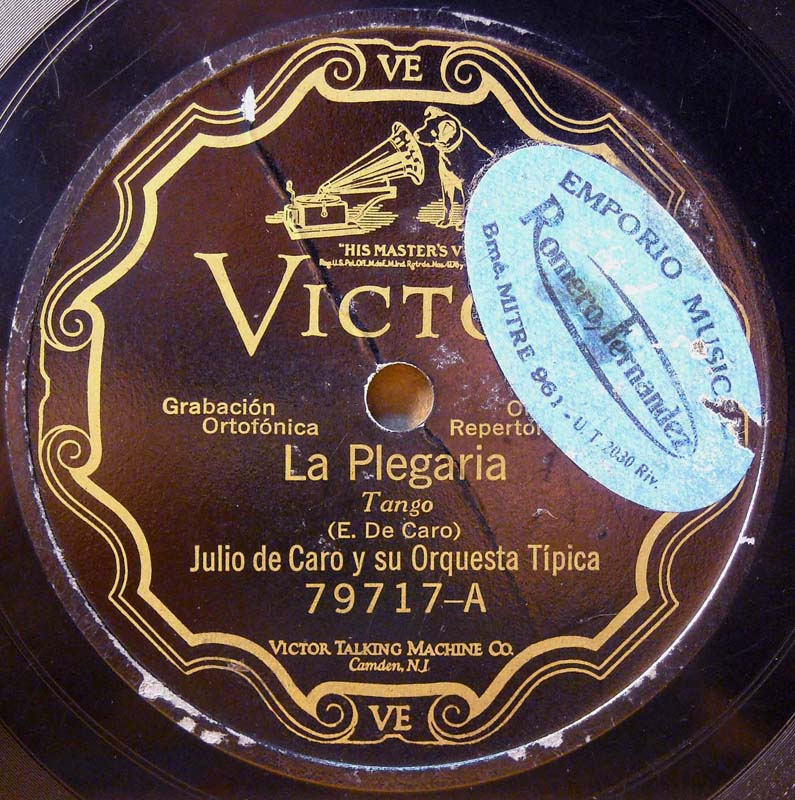 VE
"HIS MASTER'S V
VICTO
Grabación
Ortofónica
Repertor
La Plegaria
Tango
(E. De Caro)
Julio de Caro y su Orquesta Típica
79717-A
VICTOR TALKING MACHINE CO.
Camden, N.J.
VE
EMPORIO MUSIC
Romero, Fernandez
Bmé. MITRE 961 - U.T. 2030 Riv.